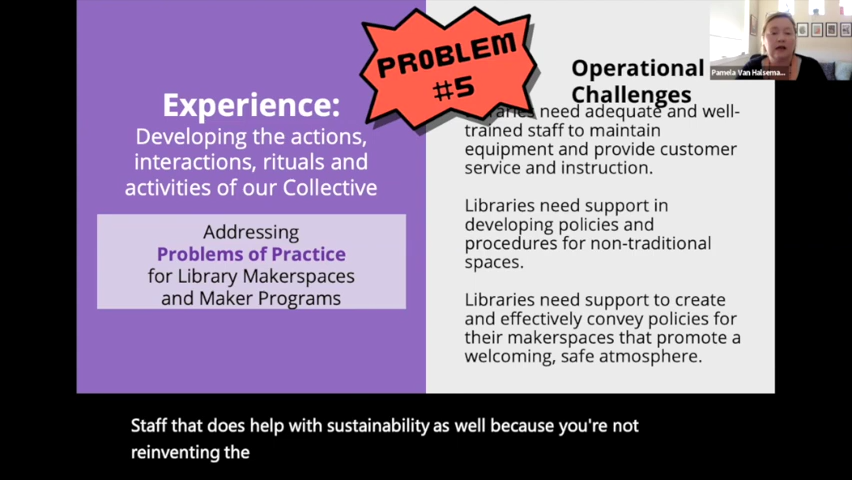 PROBLEM
#5
Experience:
Developing the actions,
interactions, rituals and
activities of our Collective
Addressing
Problems of Practice
for Library Makerspaces
and Maker Programs
Operational
Challenges
Libraries need adequate and well-
trained staff to maintain
equipment and provide customer
service and instruction.
Libraries need support in
developing policies and
procedures for non-traditional
spaces.
Libraries need support to create
and effectively convey policies for
their makerspaces that promote a
welcoming, safe atmosphere.
Pamela Van Halsema...
Staff that does help with sustainability as well because you're not
reinventing the